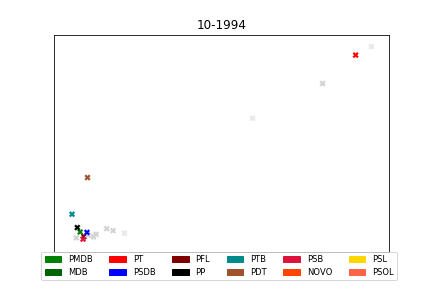 10-1994
PMDB PT PFL PTB PSB PSL
MDB PSDB PP PDT NOVO PSOL